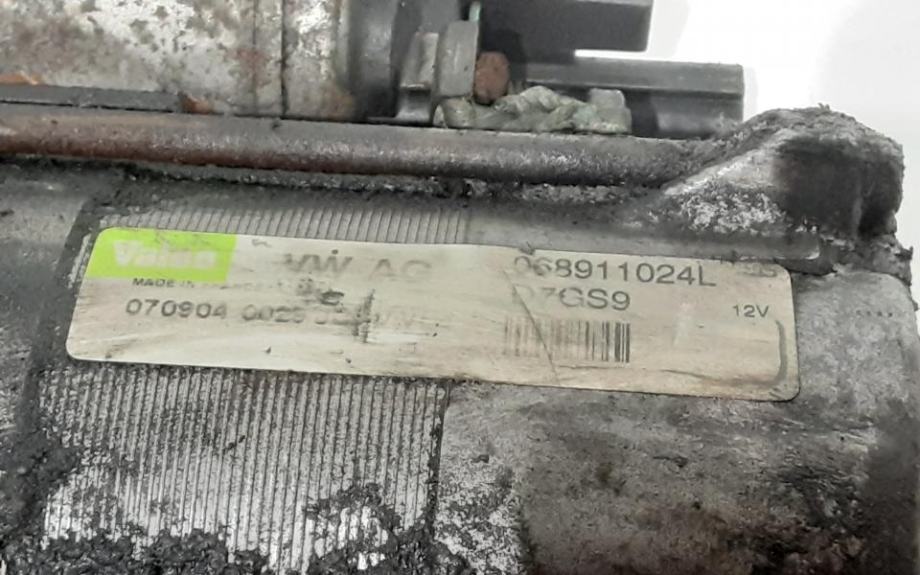 Valeo
VW AG 068911024L
MADE IN
D7GS9
12V
070904